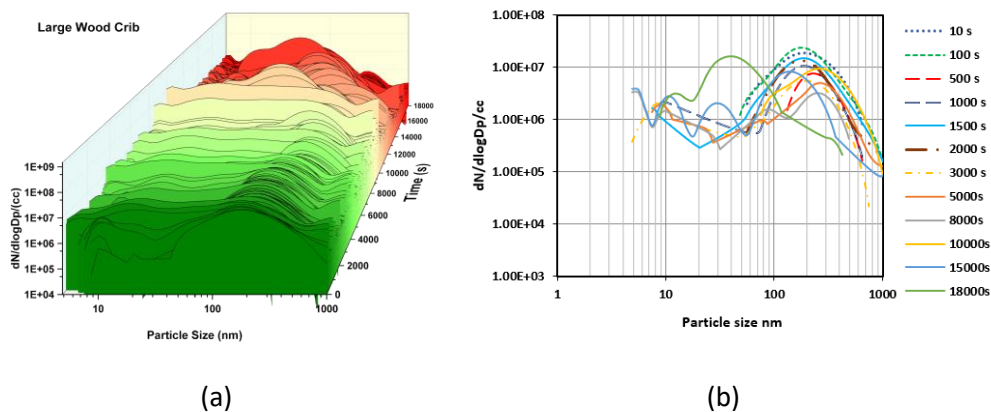 Large Wood Crib
dN/dlogDp/(cc)
1E+09
1E+08
1E+07
1E+06
1E+05
1E+04
10
100
1000
Particle Size (nm)
0
2000
4000
6000
8000
10000
12000
14000
16000
18000
Time (s)
(a)
(b)
dN/dlogDp/cc
1.00E+08
1.00E+07
1.00E+06
1.00E+05
1.00E+04
1.00E+03
1
10
100
1000
Particle size nm
10 s
100 s
500 s
1000 s
1500 s
2000 s
3000 s
5000s
8000s
10000s
15000s
18000s
(a)
(b)